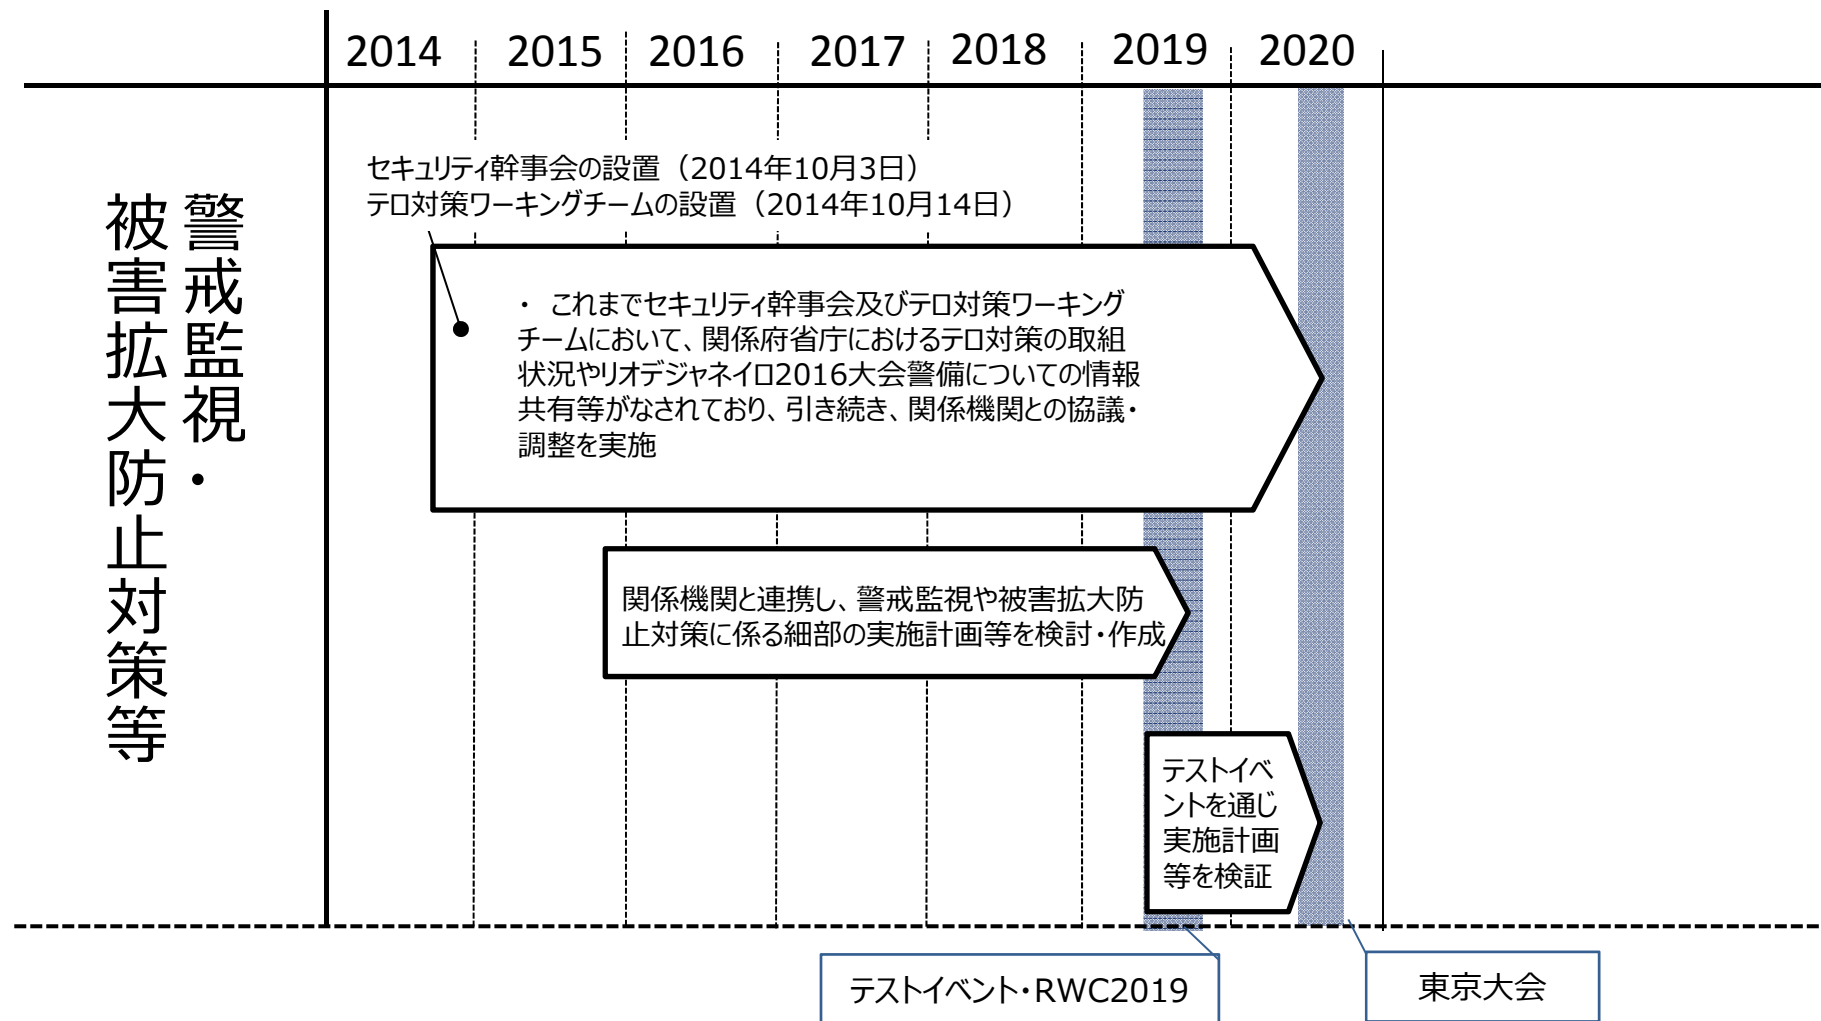 2014 2015 2016 2017 2018 2019 2020
警戒監視・
被害拡大防止対策等
セキュリティ幹事会の設置（2014年10月3日）
テロ対策ワーキングチームの設置（2014年10月14日）
・ これまでセキュリティ幹事会及びテロ対策ワーキング
チームにおいて、関係府省庁におけるテロ対策の取組
状況やリオデジャネイロ2016大会警備についての情報
共有等がなされており、引き続き、関係機関との協議・
調整を実施
関係機関と連携し、警戒監視や被害拡大防
止対策に係る細部の実施計画等を検討・作成
テストイベ
ントを通じ
実施計画
等を検証
テストイベント・RWC2019
東京大会